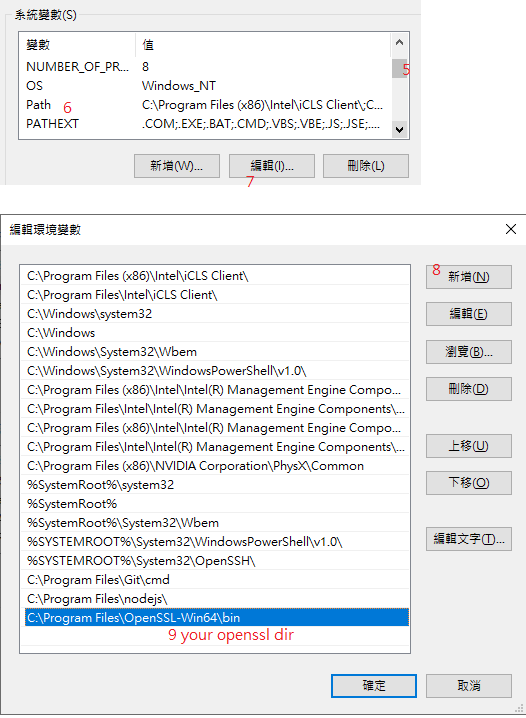 系統變數(S)
變數 值
NUMBER_OF_PR... 8
5
OS Windows_NT
Path C:\Program Files (x86)\Intel\iCLS Client\;C...
6
PATHEXT .COM;.EXE;.BAT;.CMD;.VBS;.VBE;.JS;.JSE;....
新增(W)... 編輯(I)... 刪除(L)
7
編輯環境變數
C:\Program Files (x86)\Intel\iCLS Client\
8 新增(N)
C:\Program Files\Intel\iCLS Client\
C:\Windows\system32
編輯(E)
C:\Windows
C:\Windows\System32\Wbem
瀏覽(B)...
C:\Windows\System32\WindowsPowerShell\v1.0\
C:\Program Files (x86)\Intel\Intel(R) Management Engine Compo...
刪除(D)
C:\Program Files\Intel\Intel(R) Management Engine Components\...
C:\Program Files (x86)\Intel\Intel(R) Management Engine Compo...
C:\Program Files\Intel\Intel(R) Management Engine Components\...
上移(U)
C:\Program Files (x86)\NVIDIA Corporation\PhysX\Common
%SystemRoot%\system32
下移(O)
%SystemRoot%
%SystemRoot%\System32\Wbem
%SYSTEMROOT%\System32\WindowsPowerShell\v1.0\
編輯文字(T)...
%SYSTEMROOT%\System32\OpenSSH\
C:\Program Files\Git\cmd
C:\Program Files\nodejs\
C:\Program Files\OpenSSL-Win64\bin
9 your openssl dir
確定 取消